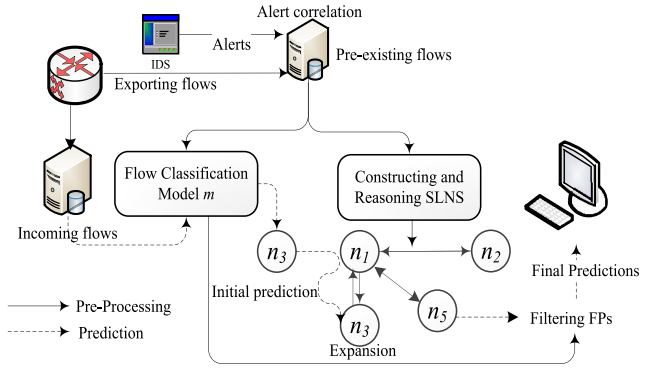 Alert correlation
IDS
Alerts
Pre-existing flows
Exporting flows
Flow Classification
Model m
Constructing and
Reasoning SLNS
Incoming flows
n3
n1
n2
Final Predictions
Initial prediction
Pre-Processing
n3
n5
Filtering FPs
Prediction
Expansion